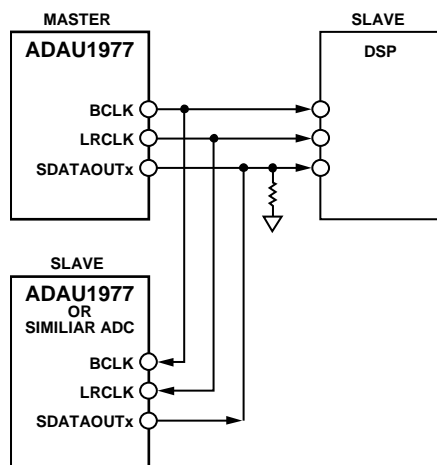 MASTER
ADAU1977
BCLK
LRCLK
SDATAOUTx
SLAVE
DSP
SLAVE
ADAU1977
OR
SIMILIAR ADC
BCLK
LRCLK
SDATAOUTx